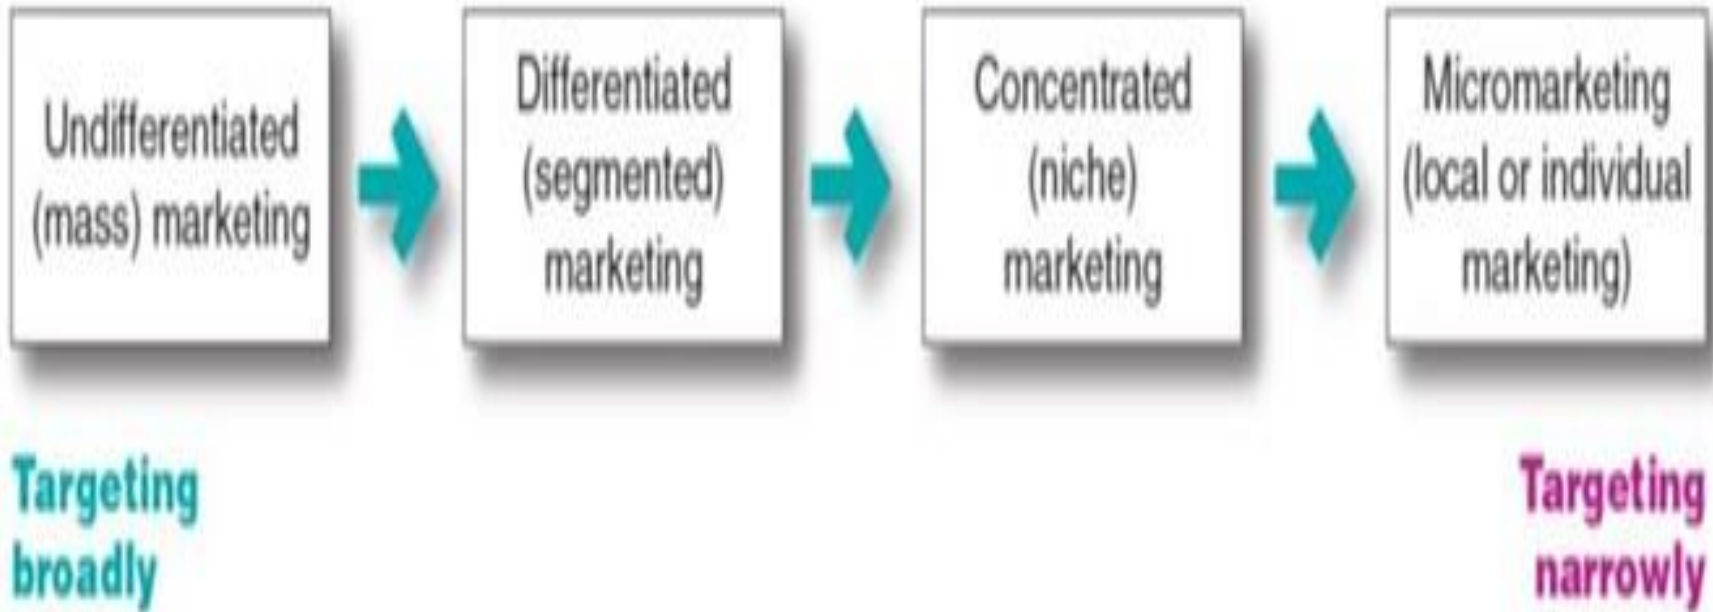 Undifferentiated
(mass) marketing
Differentiated
(segmented)
marketing
Concentrated
(niche)
marketing
Micromarketing
(local or individual
marketing)
Targeting
broadly
Targeting
narrowly